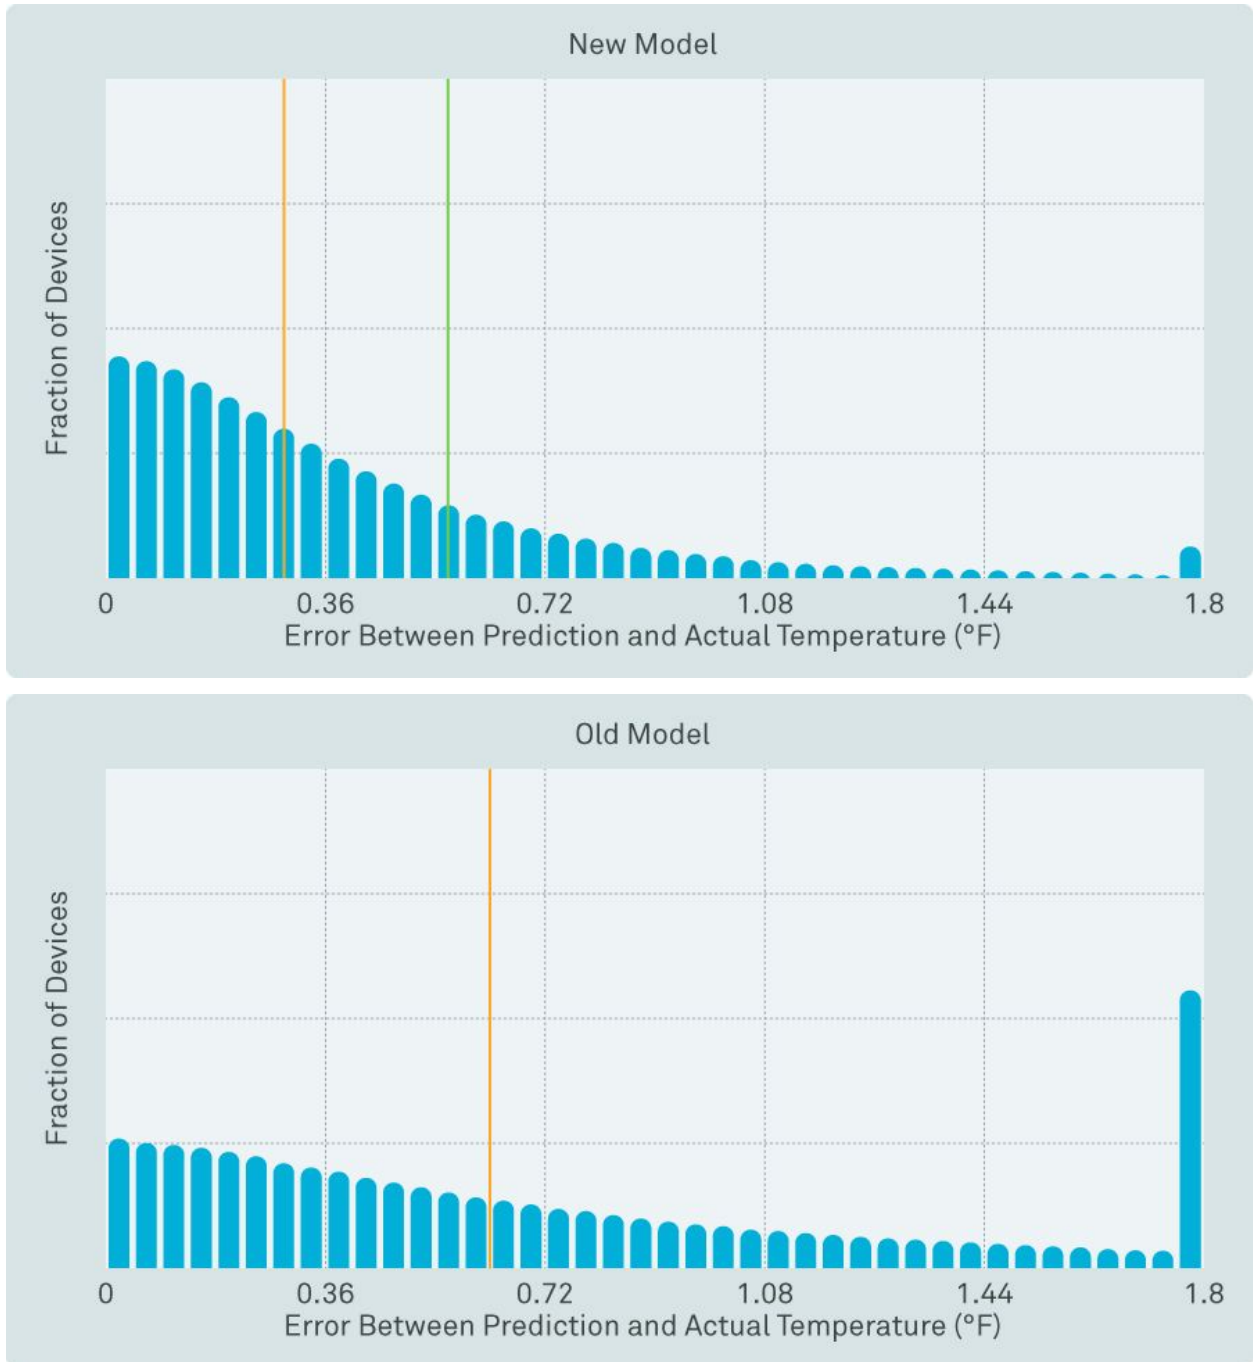 New Model
Fraction of Devices
0 0.36 0.72 1.08 1.44 1.8
Error Between Prediction and Actual Temperature (°F)
Old Model
Fraction of Devices
0 0.36 0.72 1.08 1.44 1.8
Error Between Prediction and Actual Temperature (°F)